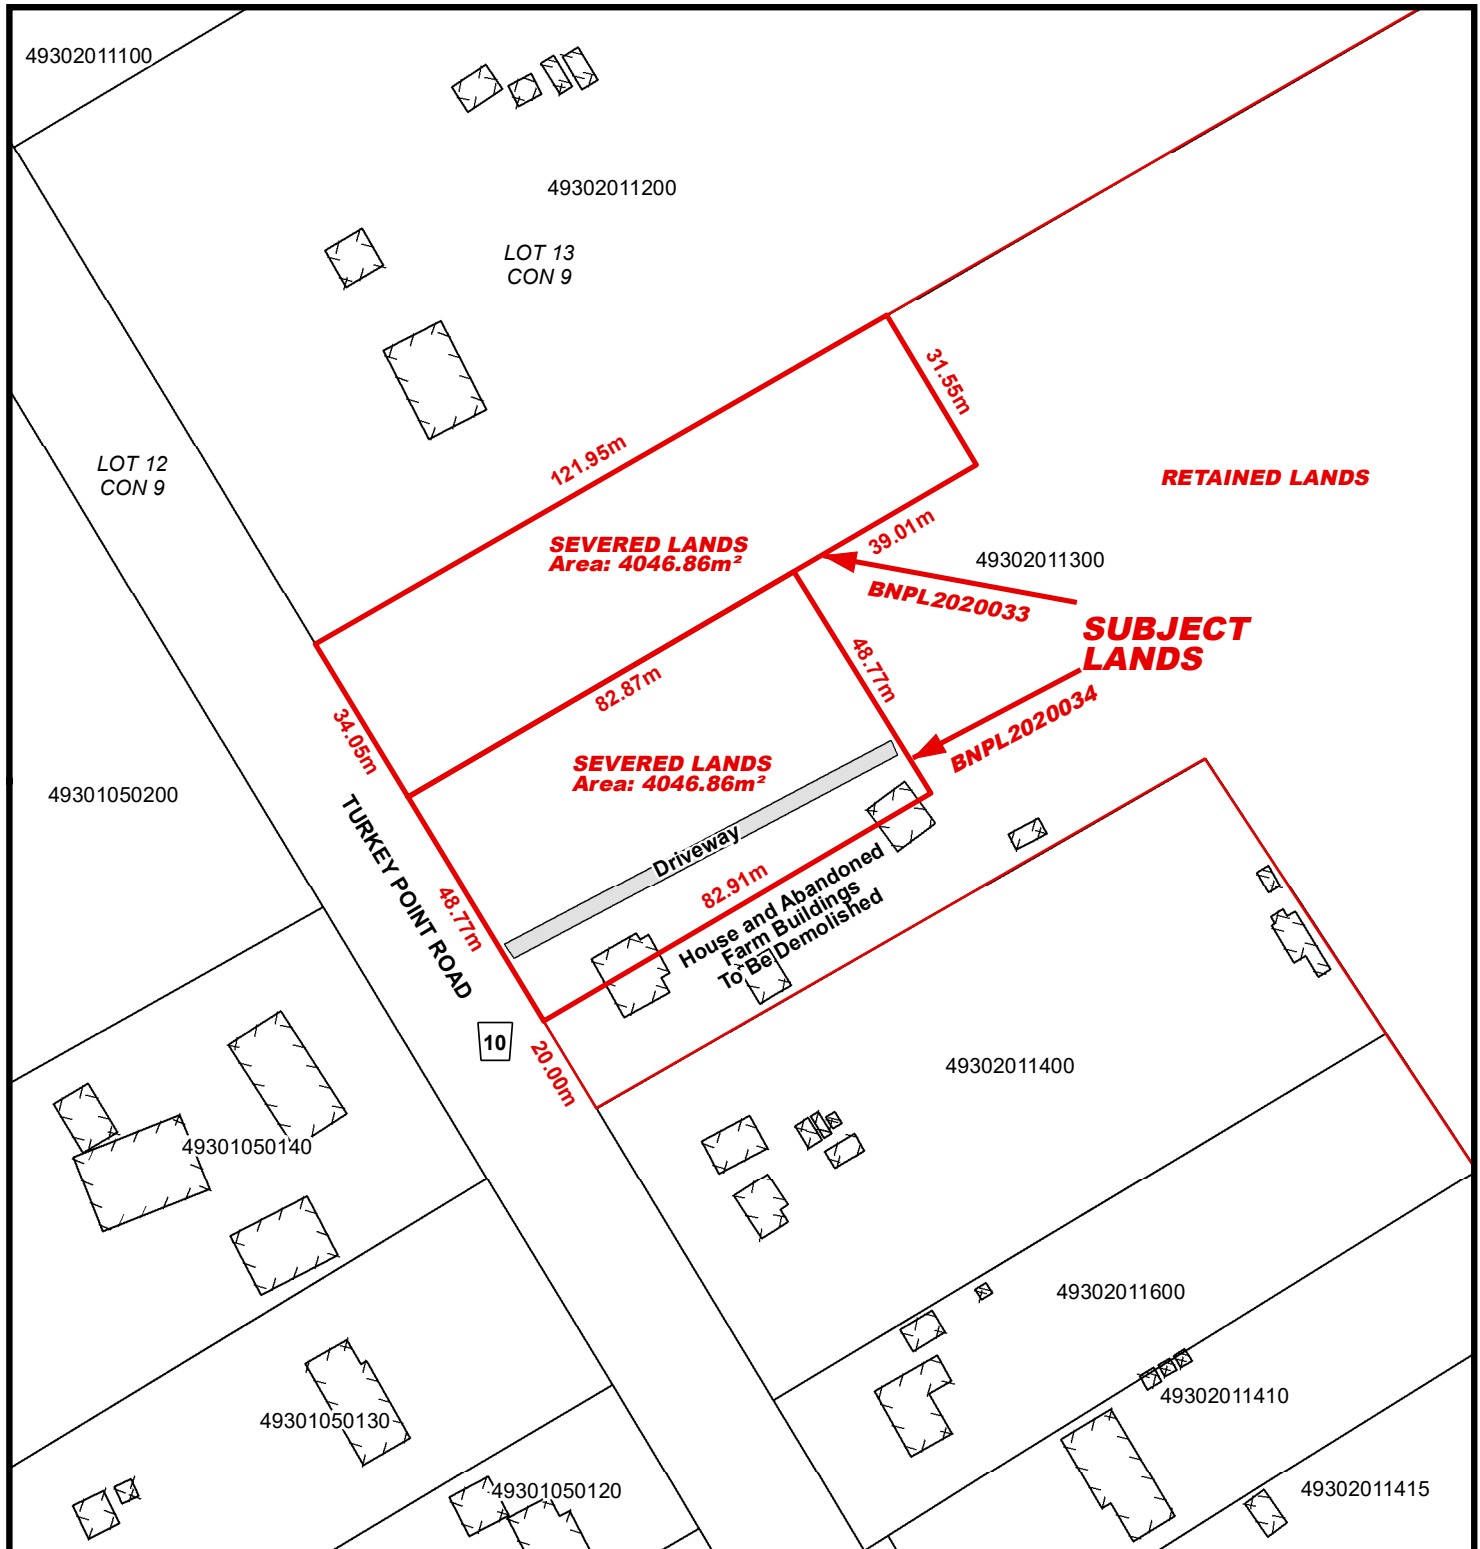 49302011100
49302011200
LOT 13
CON 9
31.55m
121.95m
LOT 12
CON 9
RETAINED LANDS
39.01m
SEVERED LANDS
Area: 4046.86m²
49302011300
BNPL2020033
SUBJECT
LANDS
48.77m
82.87m
34.05m
BNPL2020034
SEVERED LANDS
Area: 4046.86m²
49301050200
TURKEY POINT ROAD
Driveway
82.91m
48.77m
House and Abandoned
Farm Buildings
To Be Demolished
10
20.00m
49302011400
49301050140
49302011600
49302011410
49301050130
49301050120
49302011415